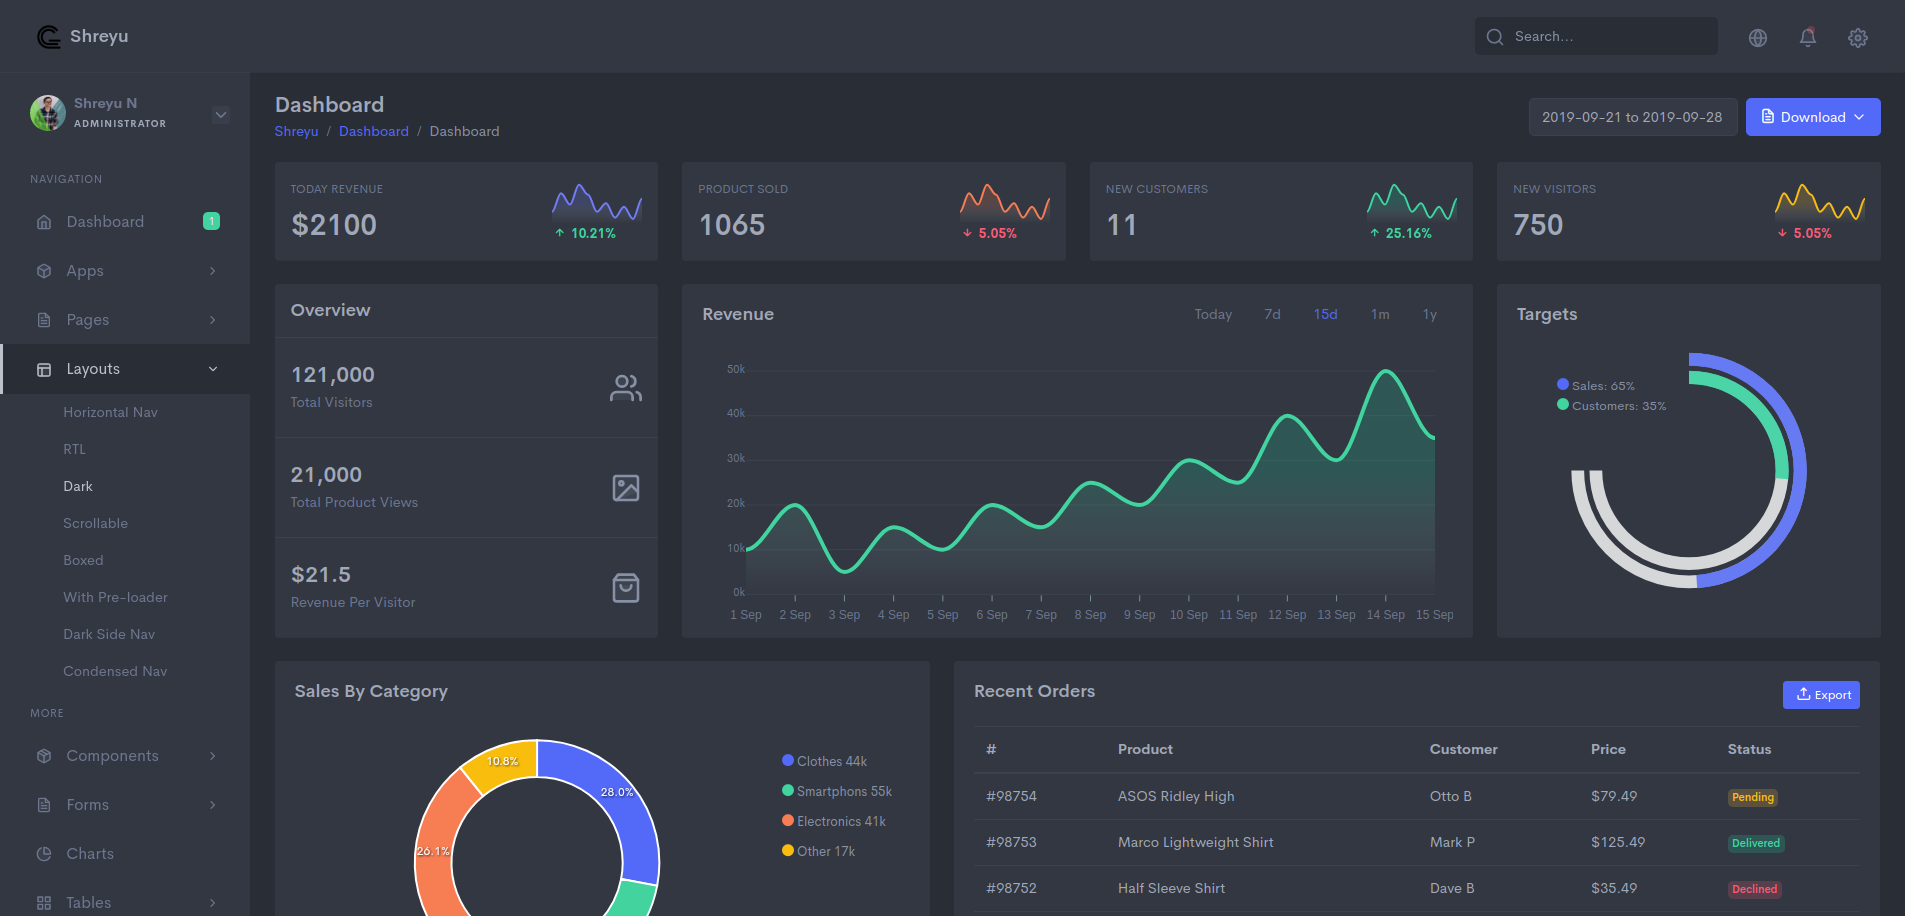 Shreyu
Search...
Shreyu N
ADMINISTRATOR
NAVIGATION
Dashboard 1
Apps
Pages
Layouts
Horizontal Nav
RTL
Dark
Scrollable
Boxed
With Pre-loader
Dark Side Nav
Condensed Nav
MORE
Components
Forms
Charts
Tables
Dashboard
Shreyu / Dashboard / Dashboard
2019-09-21 to 2019-09-28
Download
TODAY REVENUE
$2100
10.21%
PRODUCT SOLD
1065
5.05%
NEW CUSTOMERS
11
25.16%
NEW VISITORS
750
5.05%
Overview
121,000
Total Visitors
21,000
Total Product Views
$21.5
Revenue Per Visitor
Revenue
Today 7d 15d 1m 1y
50k
40k
30k
20k
10k
0k
1 Sep 2 Sep 3 Sep 4 Sep 5 Sep 6 Sep 7 Sep 8 Sep 9 Sep 10 Sep 11 Sep 12 Sep 13 Sep 14 Sep 15 Sep
Targets
Sales: 65%
Customers: 35%
Sales By Category
10.8%
28.0%
26.1%
Clothes 44k
Smartphons 55k
Electronics 41k
Other 17k
Recent Orders
Export
# Product Customer Price Status
#98754 ASOS Ridley High Otto B $79.49 Pending
#98753 Marco Lightweight Shirt Mark P $125.49 Delivered
#98752 Half Sleeve Shirt Dave B $35.49 Declined